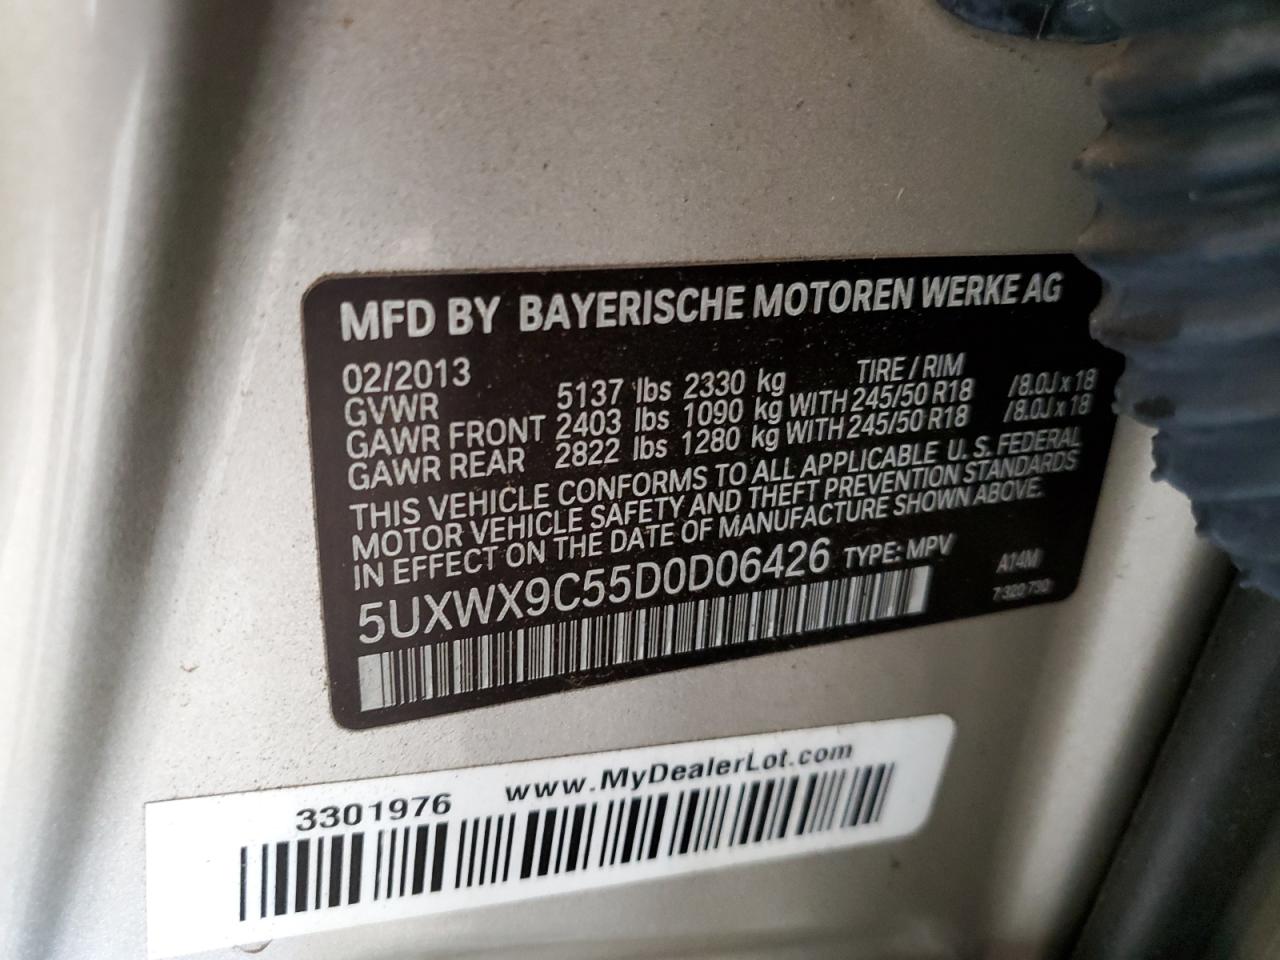 MFD BY BAYERISCHE MOTOREN WERKE AG
02/2013 TIRE / RIM
GVWR 5137 lbs 2330 kg
GAWR FRONT 2403 lbs 1090 kg WITH 245/50 R18 /8.0J x 18
GAWR REAR 2822 lbs 1280 kg WITH 245/50 R18 /8.0J x 18
THIS VEHICLE CONFORMS TO ALL APPLICABLE U. S. FEDERAL
MOTOR VEHICLE SAFETY AND THEFT PREVENTION STANDARDS
IN EFFECT ON THE DATE OF MANUFACTURE SHOWN ABOVE.
5UXWX9C55D0D06426 TYPE: MPV A14M
7 320 730
3301976 www.MyDealerLot.com